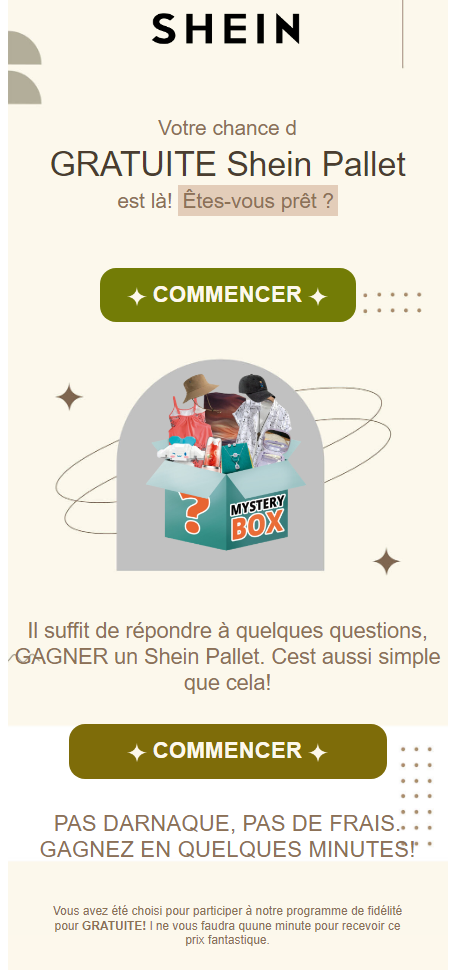 SHEIN
Votre chance d
GRATUITE Shein Pallet
est là! Êtes-vous prêt ?
COMMENCER
?
MYSTERY
BOX
Il suffit de répondre à quelques questions,
GAGNER un Shein Pallet. Cest aussi simple
que cela!
COMMENCER
PAS DARNAQUE, PAS DE FRAIS.
GAGNEZ EN QUELQUES MINUTES!
Vous avez été choisi pour participer à notre programme de fidélité
pour GRATUITE! I ne vous faudra quune minute pour recevoir ce
prix fantastique.